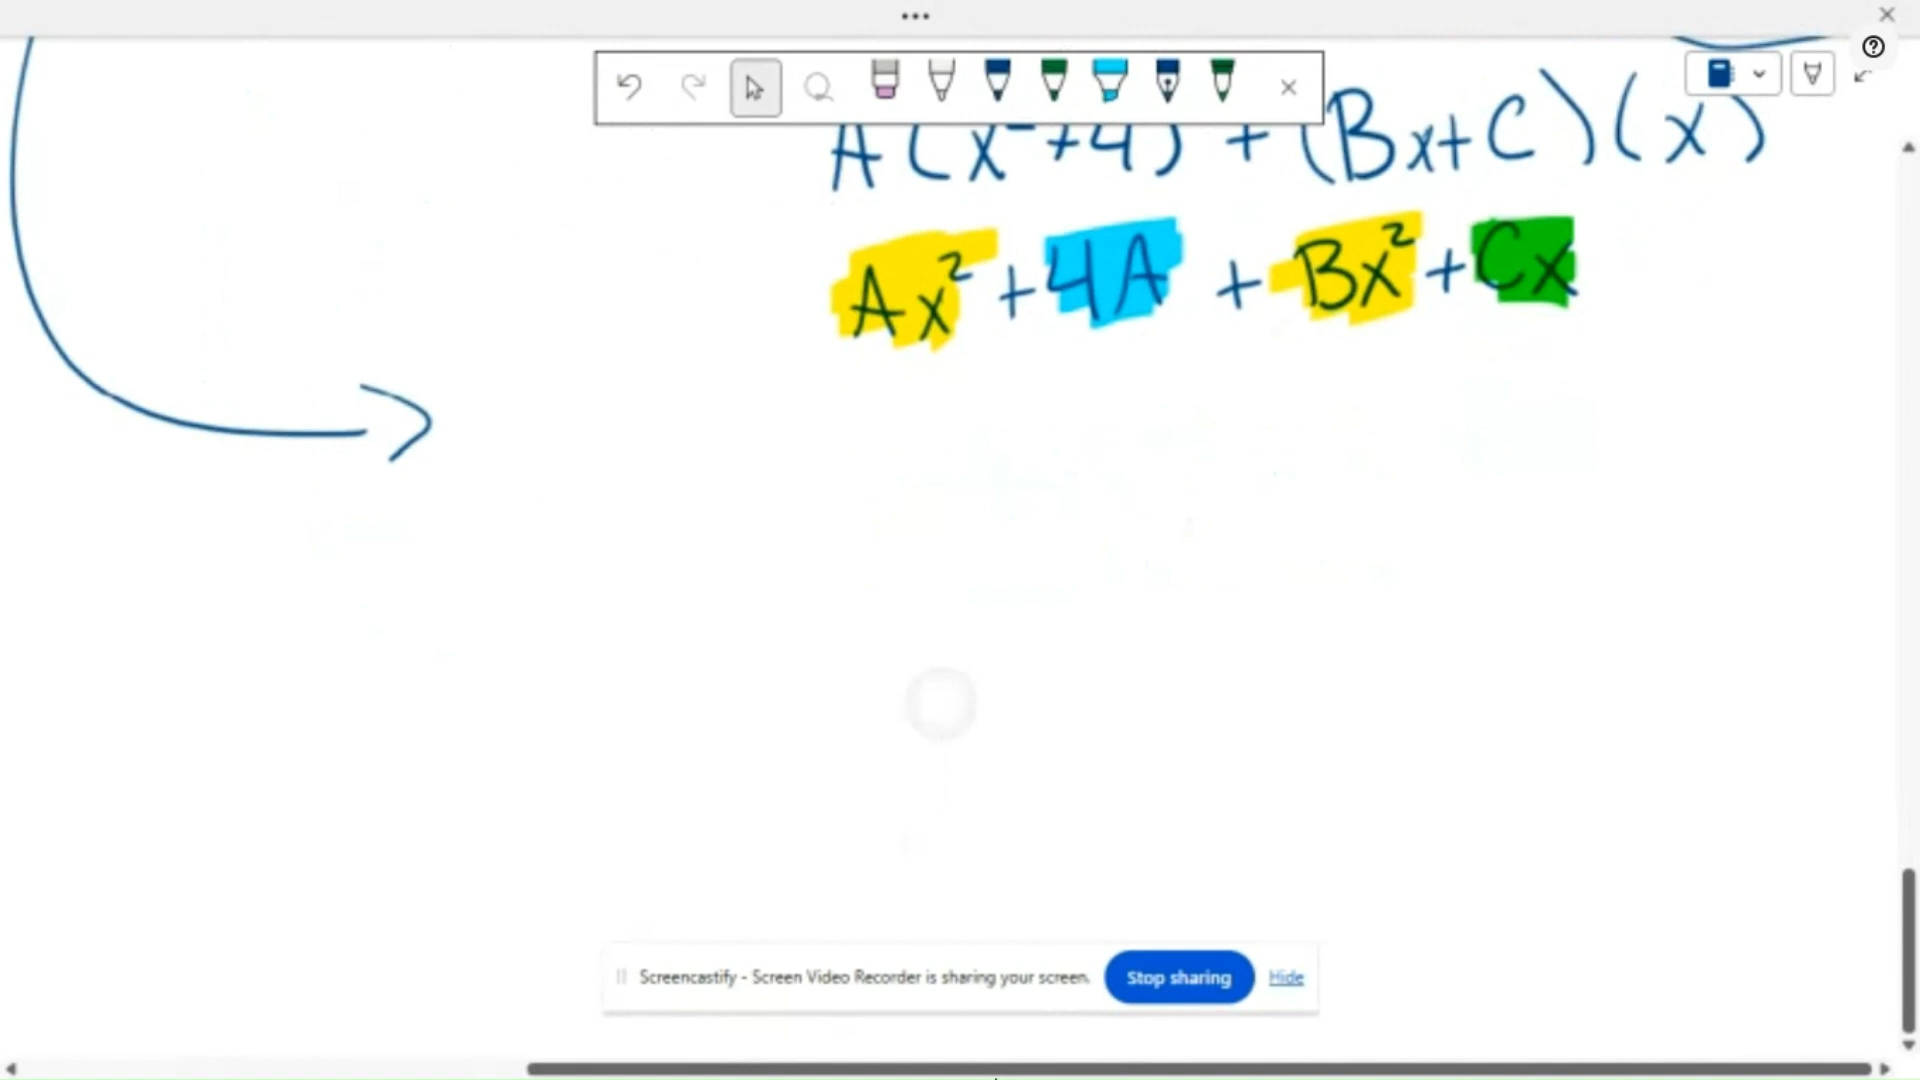 A(x²+4) + (Bx+C)(x)
Ax² + 4A + Bx² + Cx
Screencastify - Screen Video Recorder is sharing your screen.
Stop sharing
Hide